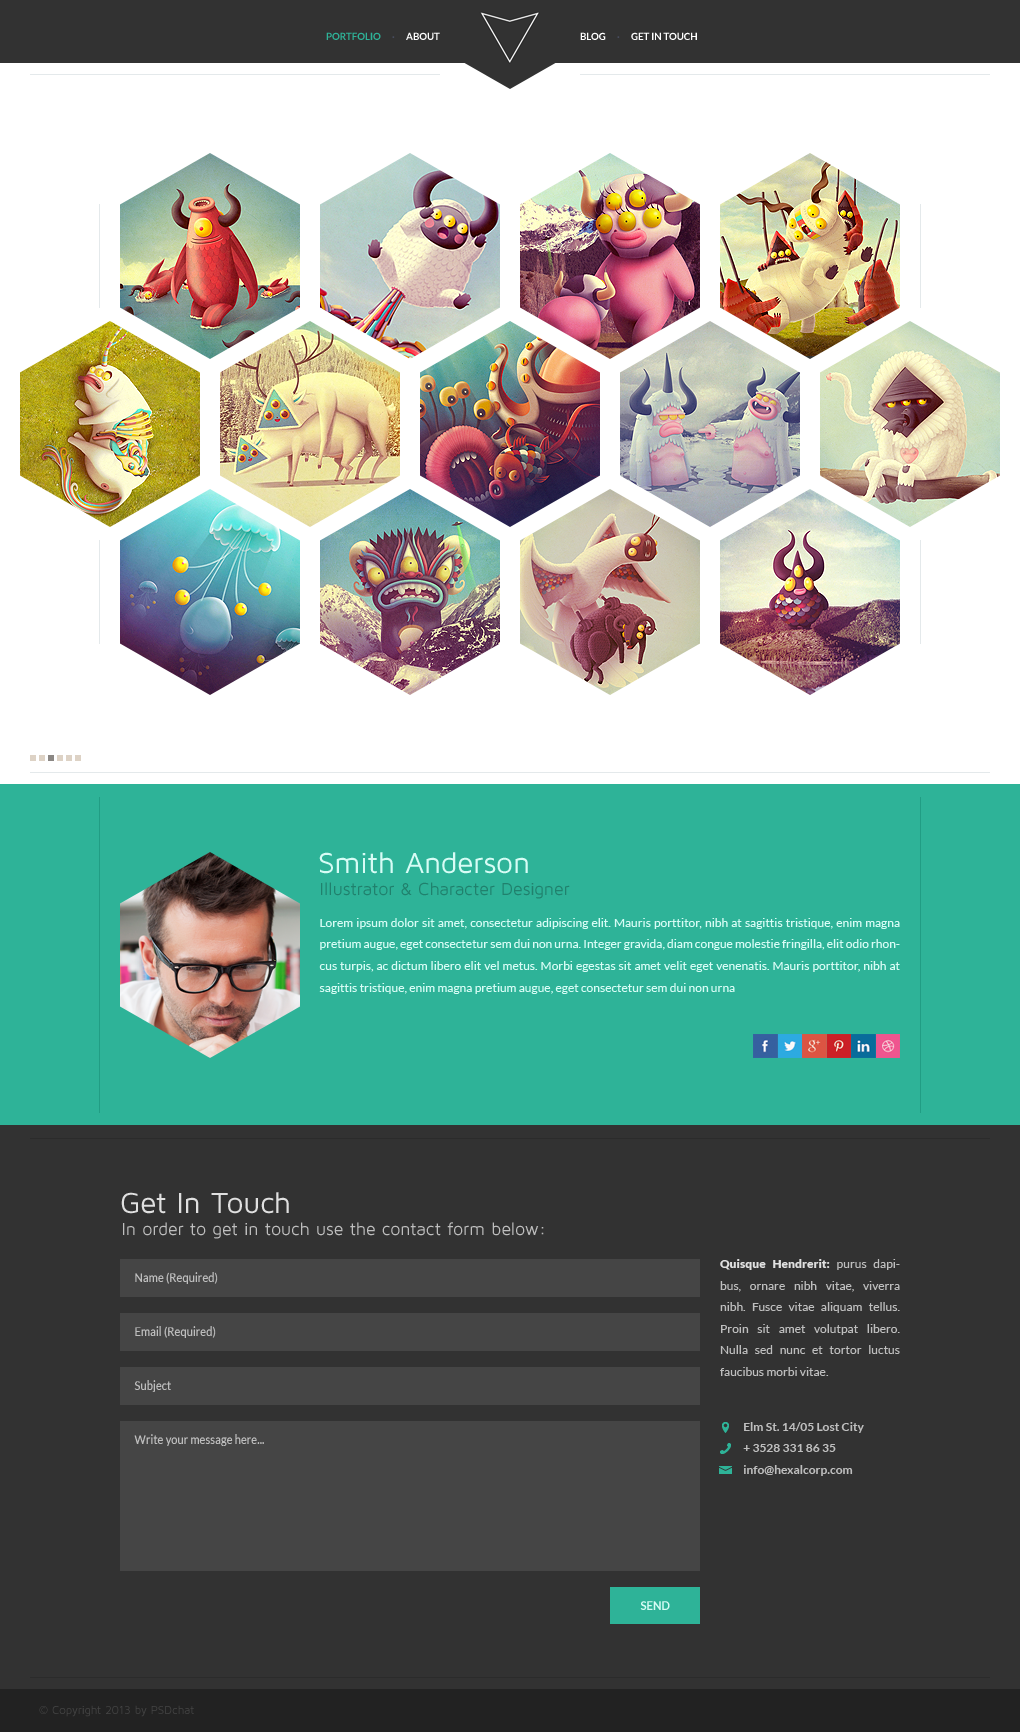 PORTFOLIO · ABOUT
BLOG · GET IN TOUCH
Smith Anderson
Illustrator & Character Designer
Lorem ipsum dolor sit amet, consectetur adipiscing elit. Mauris porttitor, nibh at sagittis tristique, enim magna
pretium augue, eget consectetur sem dui non urna. Integer gravida, diam congue molestie fringilla, elit odio rhon-
cus turpis, ac dictum libero elit vel metus. Morbi egestas sit amet velit eget venenatis. Mauris porttitor, nibh at
sagittis tristique, enim magna pretium augue, eget consectetur sem dui non urna
Get In Touch
In order to get in touch use the contact form below:
Name (Required)
Email (Required)
Subject
Write your message here...
SEND
Quisque Hendrerit: purus dapi-
bus, ornare nibh vitae, viverra
nibh. Fusce vitae aliquam tellus.
Proin sit amet volutpat libero.
Nulla sed nunc et tortor luctus
faucibus morbi vitae.
Elm St. 14/05 Lost City
+ 3528 331 86 35
info@hexalcorp.com
© Copyright 2013 by PSDchat